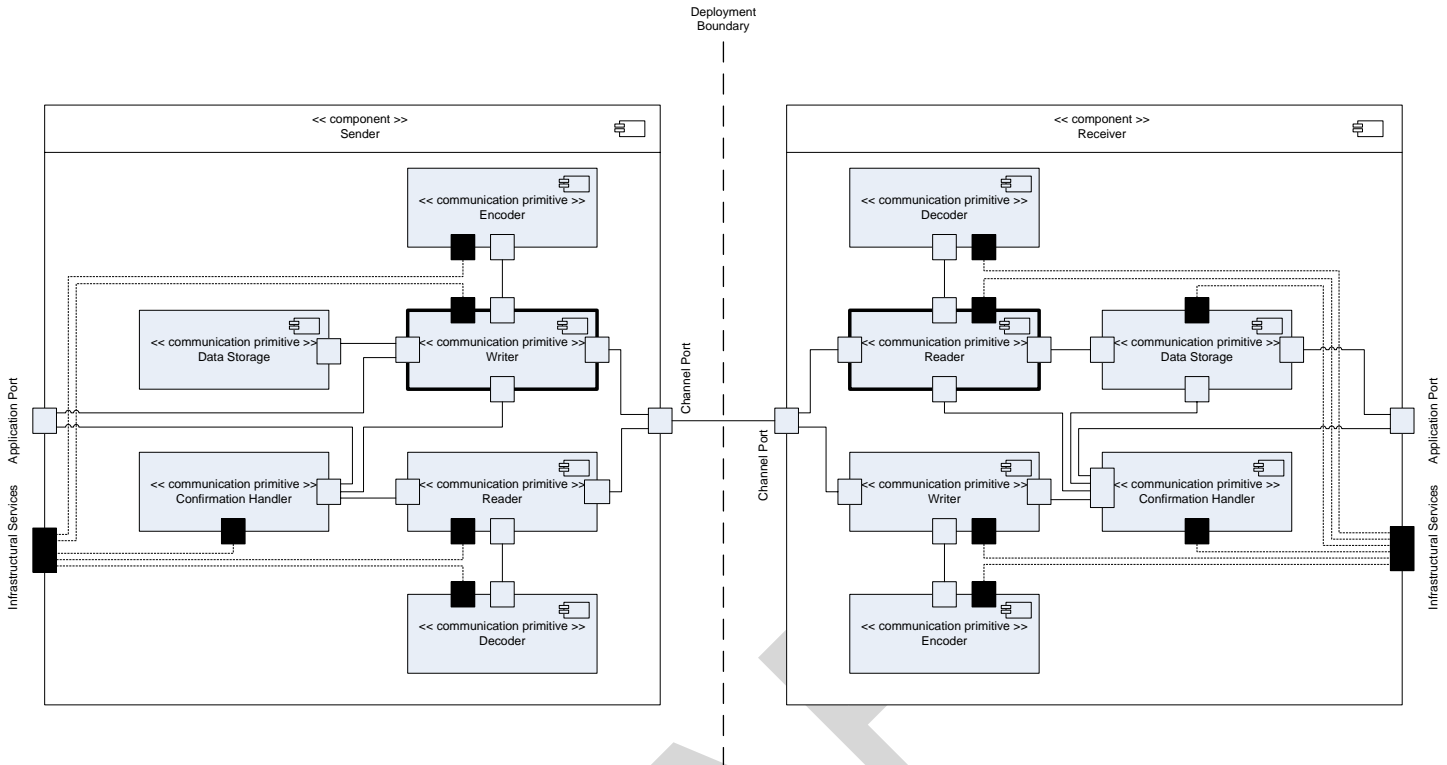 Deployment
Boundary
<< component >>
Sender
<< communication primitive >>
Encoder
<< communication primitive >>
Data Storage
<< communication primitive >>
Writer
<< communication primitive >>
Confirmation Handler
<< communication primitive >>
Reader
<< communication primitive >>
Decoder
Application Port
Infrastructural Services
Channel Port
Channel Port
<< component >>
Receiver
<< communication primitive >>
Decoder
<< communication primitive >>
Reader
<< communication primitive >>
Data Storage
<< communication primitive >>
Writer
<< communication primitive >>
Confirmation Handler
<< communication primitive >>
Encoder
Application Port
Infrastructural Services